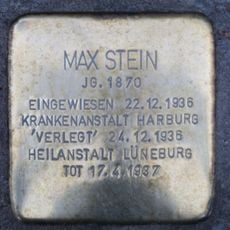 MAX STEIN
JG. 1870
EINGEWIESEN 22.12.1936
KRANKENANSTALT HARBURG
'VERLEGT' 24.12.1936
HEILANSTALT LÜNEBURG
TOT 17.4.1937